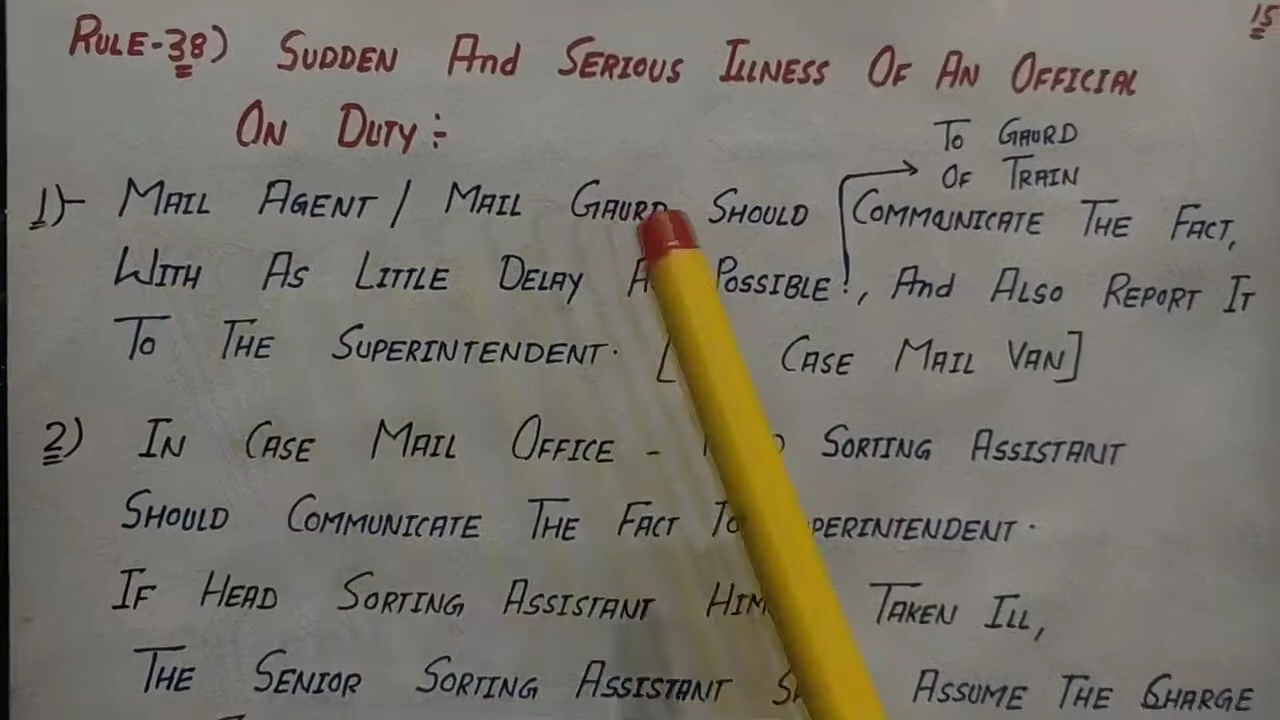 15
RULE-38) SUDDEN And SERIOUS ILLNESS OF AN OFFICIAL
ON DUTY :-
TO GAURD
OF TRAIN
1)- MAIL AGENT / MAIL GAURD SHOULD COMMUNICATE THE FACT,
WITH AS LITTLE DELAY POSSIBLE!, And ALSO REPORT IT
TO THE SUPERINTENDENT. [ CASE MAIL VAN]
2) IN CASE MAIL OFFICE - SORTING ASSISTANT
SHOULD COMMUNICATE THE FACT TO PERINTENDENT.
IF HEAD SORTING ASSISTANT TAKEN ILL,
THE SENIOR SORTING ASSISTANT ASSUME THE CHARGE